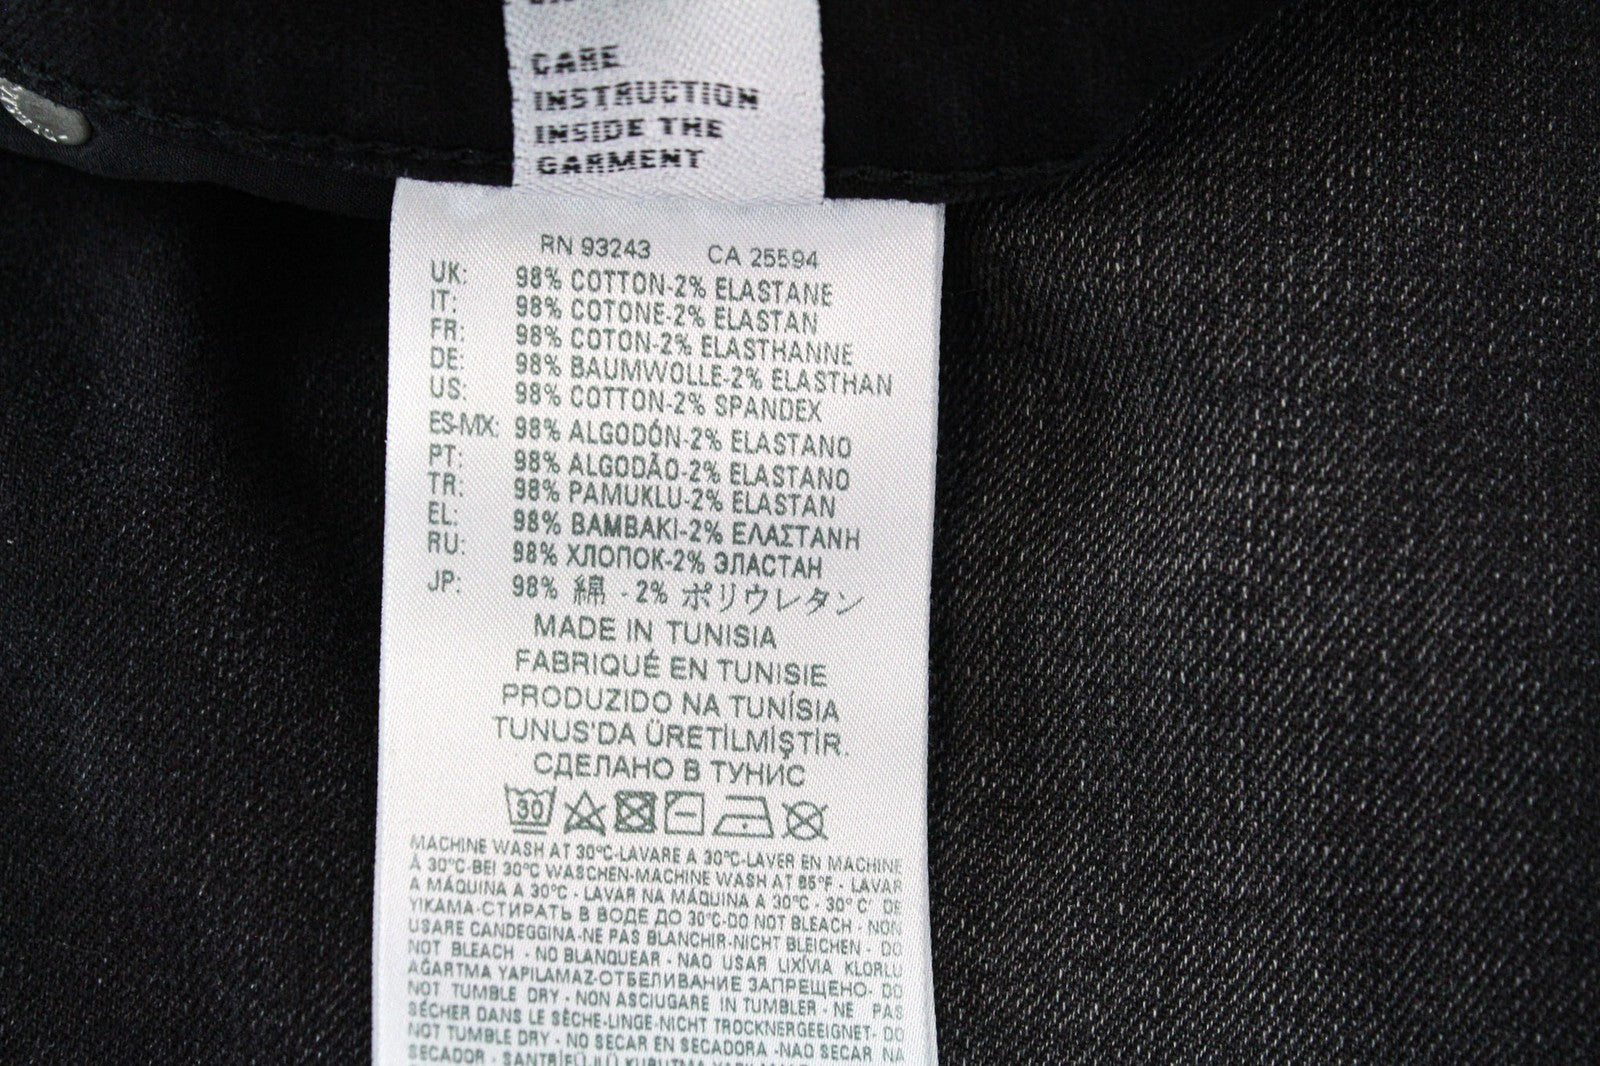 CARE
INSTRUCTION
INSIDE THE
GARMENT
RN 93243 CA 25594
UK: 98% COTTON-2% ELASTANE
IT: 98% COTONE-2% ELASTAN
FR: 98% COTON-2% ELASTHANNE
DE: 98% BAUMWOLLE-2% ELASTHAN
US: 98% COTTON-2% SPANDEX
ES-MX: 98% ALGODÓN-2% ELASTANO
PT: 98% ALGODÃO-2% ELASTANO
TR: 98% PAMUKLU-2% ELASTAN
EL: 98% ΒΑΜΒΑΚΙ-2% ΕΛΑΣΤΑΝΗ
RU: 98% ХЛОПОК-2% ЭЛАСТАН
JP: 98% 綿 - 2% ポリウレタン
MADE IN TUNISIA
FABRIQUÉ EN TUNISIE
PRODUZIDO NA TUNÍSIA
TUNUS'DA ÜRETİLMİŞTİR.
СДЕЛАНО В ТУНИС
30
MACHINE WASH AT 30°C-LAVARE A 30°C-LAVER EN MACHINE
À 30°C-BEI 30°C WASCHEN-MACHINE WASH AT 85°F - LAVAR
A MÁQUINA A 30°C - LAVAR NA MÁQUINA A 30°C - 30° C' DE
YIKAMA-СТИРАТЬ В ВОДЕ ДО 30°C-DO NOT BLEACH - NON
USARE CANDEGGINA-NE PAS BLANCHIR-NICHT BLEICHEN - DO
NOT BLEACH - NO BLANQUEAR - NAO USAR LIXÍVIA KLORLU
AĞARTMA YAPILAMAZ-ОТБЕЛИВАНИЕ ЗАПРЕЩЕНО- DO
NOT TUMBLE DRY - NON ASCIUGARE IN TUMBLER - NE PAS
SÉCHER DANS LE SÈCHE-LINGE-NICHT TROCKNERGEEIGNET- DO
NOT TUMBLE DRY - NO SECAR EN SECADORA -NAO SECAR NA
SECADOR -